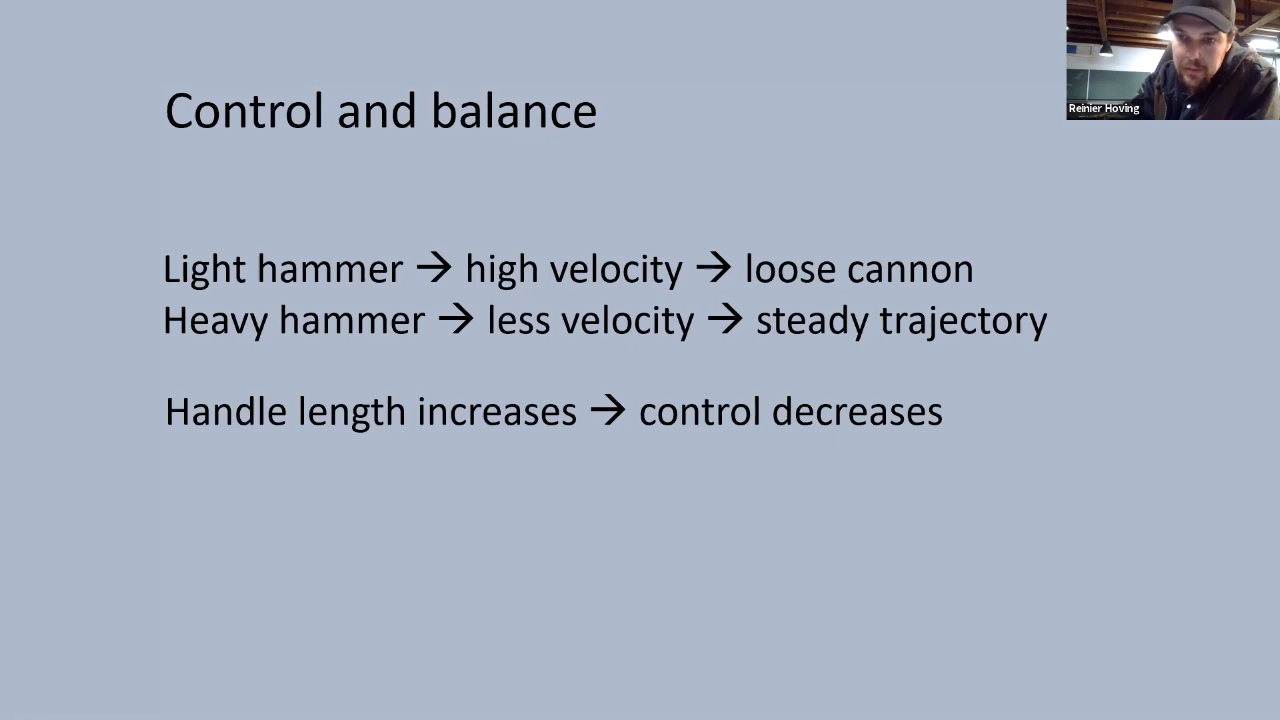 Reinier Hoving
Control and balance
Light hammer → high velocity → loose cannon
Heavy hammer → less velocity → steady trajectory
Handle length increases → control decreases